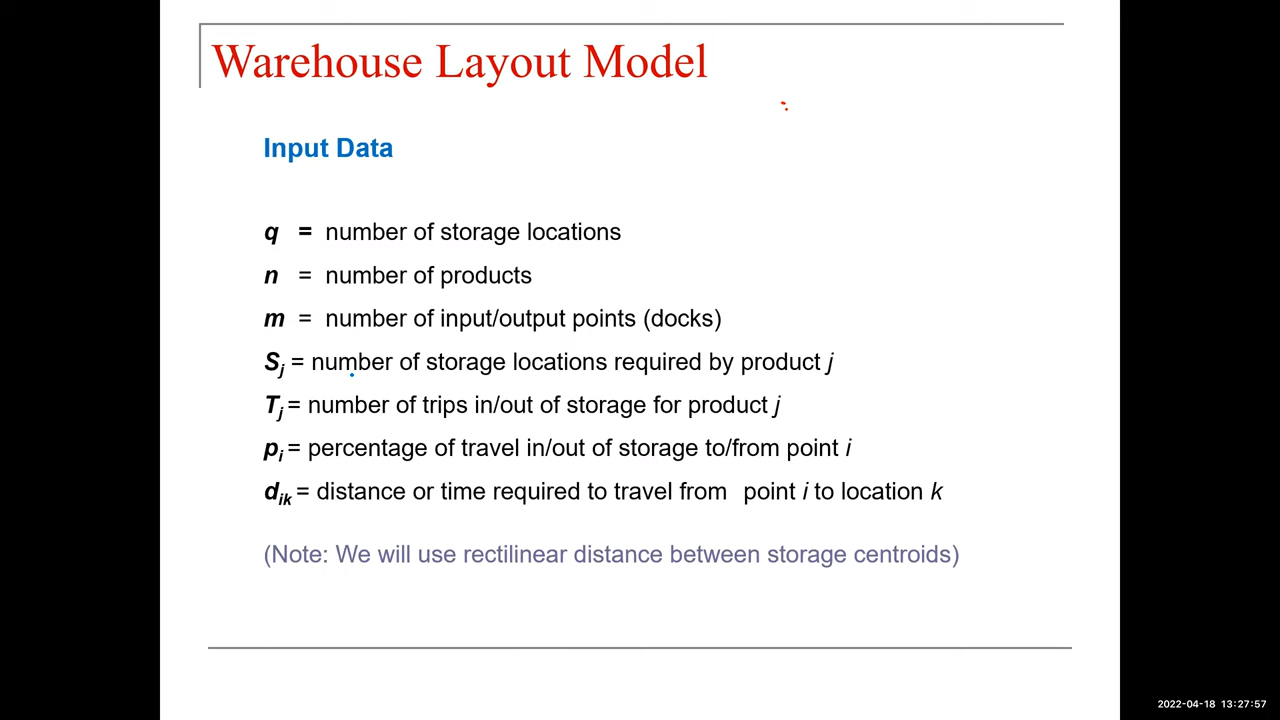 Warehouse Layout Model
Input Data
q = number of storage locations
n = number of products
m = number of input/output points (docks)
Sj = number of storage locations required by product j
Tj = number of trips in/out of storage for product j
pi = percentage of travel in/out of storage to/from point i
dik = distance or time required to travel from point i to location k
(Note: We will use rectilinear distance between storage centroids)
2022-04-18 13:27:57